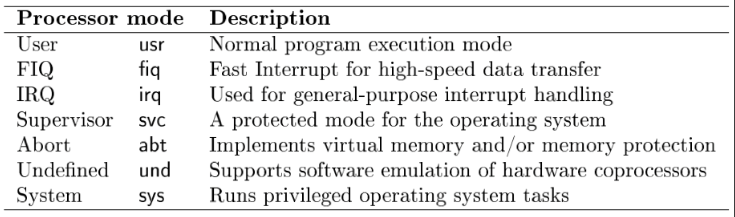 Processor mode Description
User usr Normal program execution mode
FIQ fiq Fast Interrupt for high-speed data transfer
IRQ irq Used for general-purpose interrupt handling
Supervisor svc A protected mode for the operating system
Abort abt Implements virtual memory and/or memory protection
Undefined und Supports software emulation of hardware coprocessors
System sys Runs privileged operating system tasks